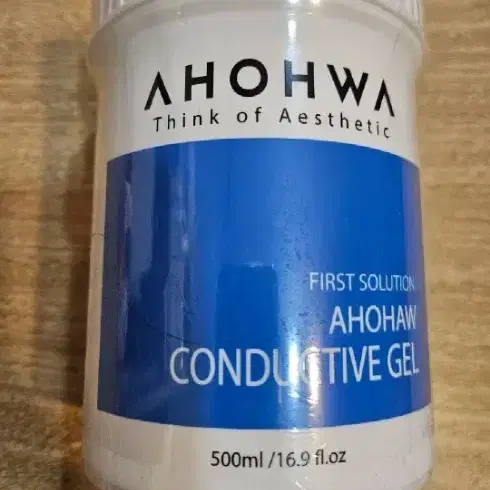 AHOHWA
Think of Aesthetic
FIRST SOLUTION
AHOHAW
CONDUCTIVE GEL
500ml /16.9 fl.oz